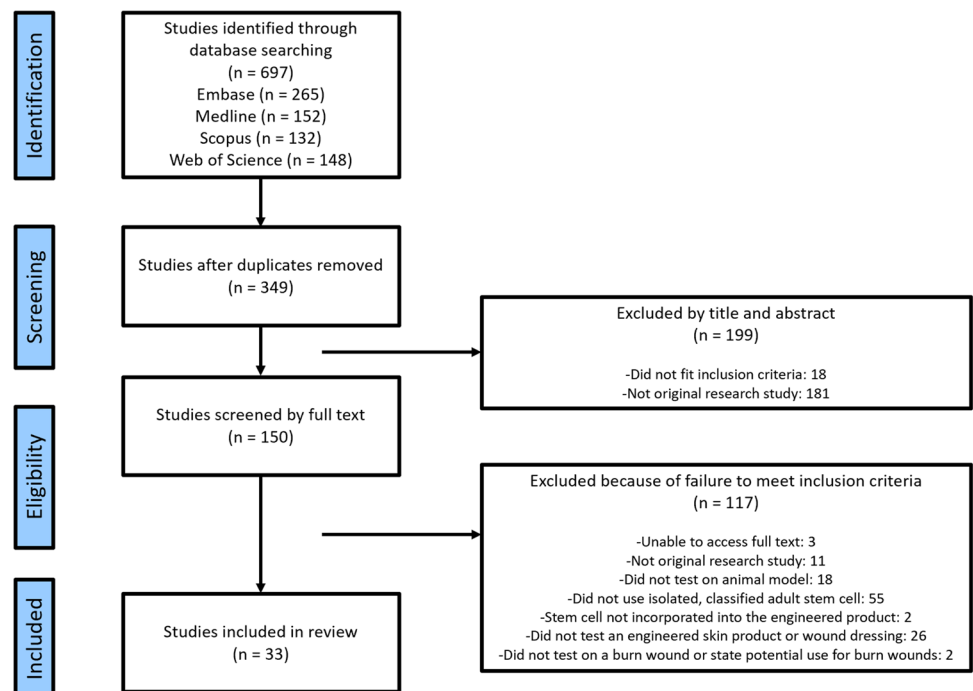 Identification
Studies identified through
database searching
(n = 697)
Embase (n = 265)
Medline (n = 152)
Scopus (n = 132)
Web of Science (n = 148)
Screening
Studies after duplicates removed
(n = 349)
Excluded by title and abstract
(n = 199)
-Did not fit inclusion criteria: 18
-Not original research study: 181
Eligibility
Studies screened by full text
(n = 150)
Excluded because of failure to meet inclusion criteria
(n = 117)
-Unable to access full text: 3
-Not original research study: 11
-Did not test on animal model: 18
-Did not use isolated, classified adult stem cell: 55
-Stem cell not incorporated into the engineered product: 2
-Did not test an engineered skin product or wound dressing: 26
-Did not test on a burn wound or state potential use for burn wounds: 2
Included
Studies included in review
(n = 33)